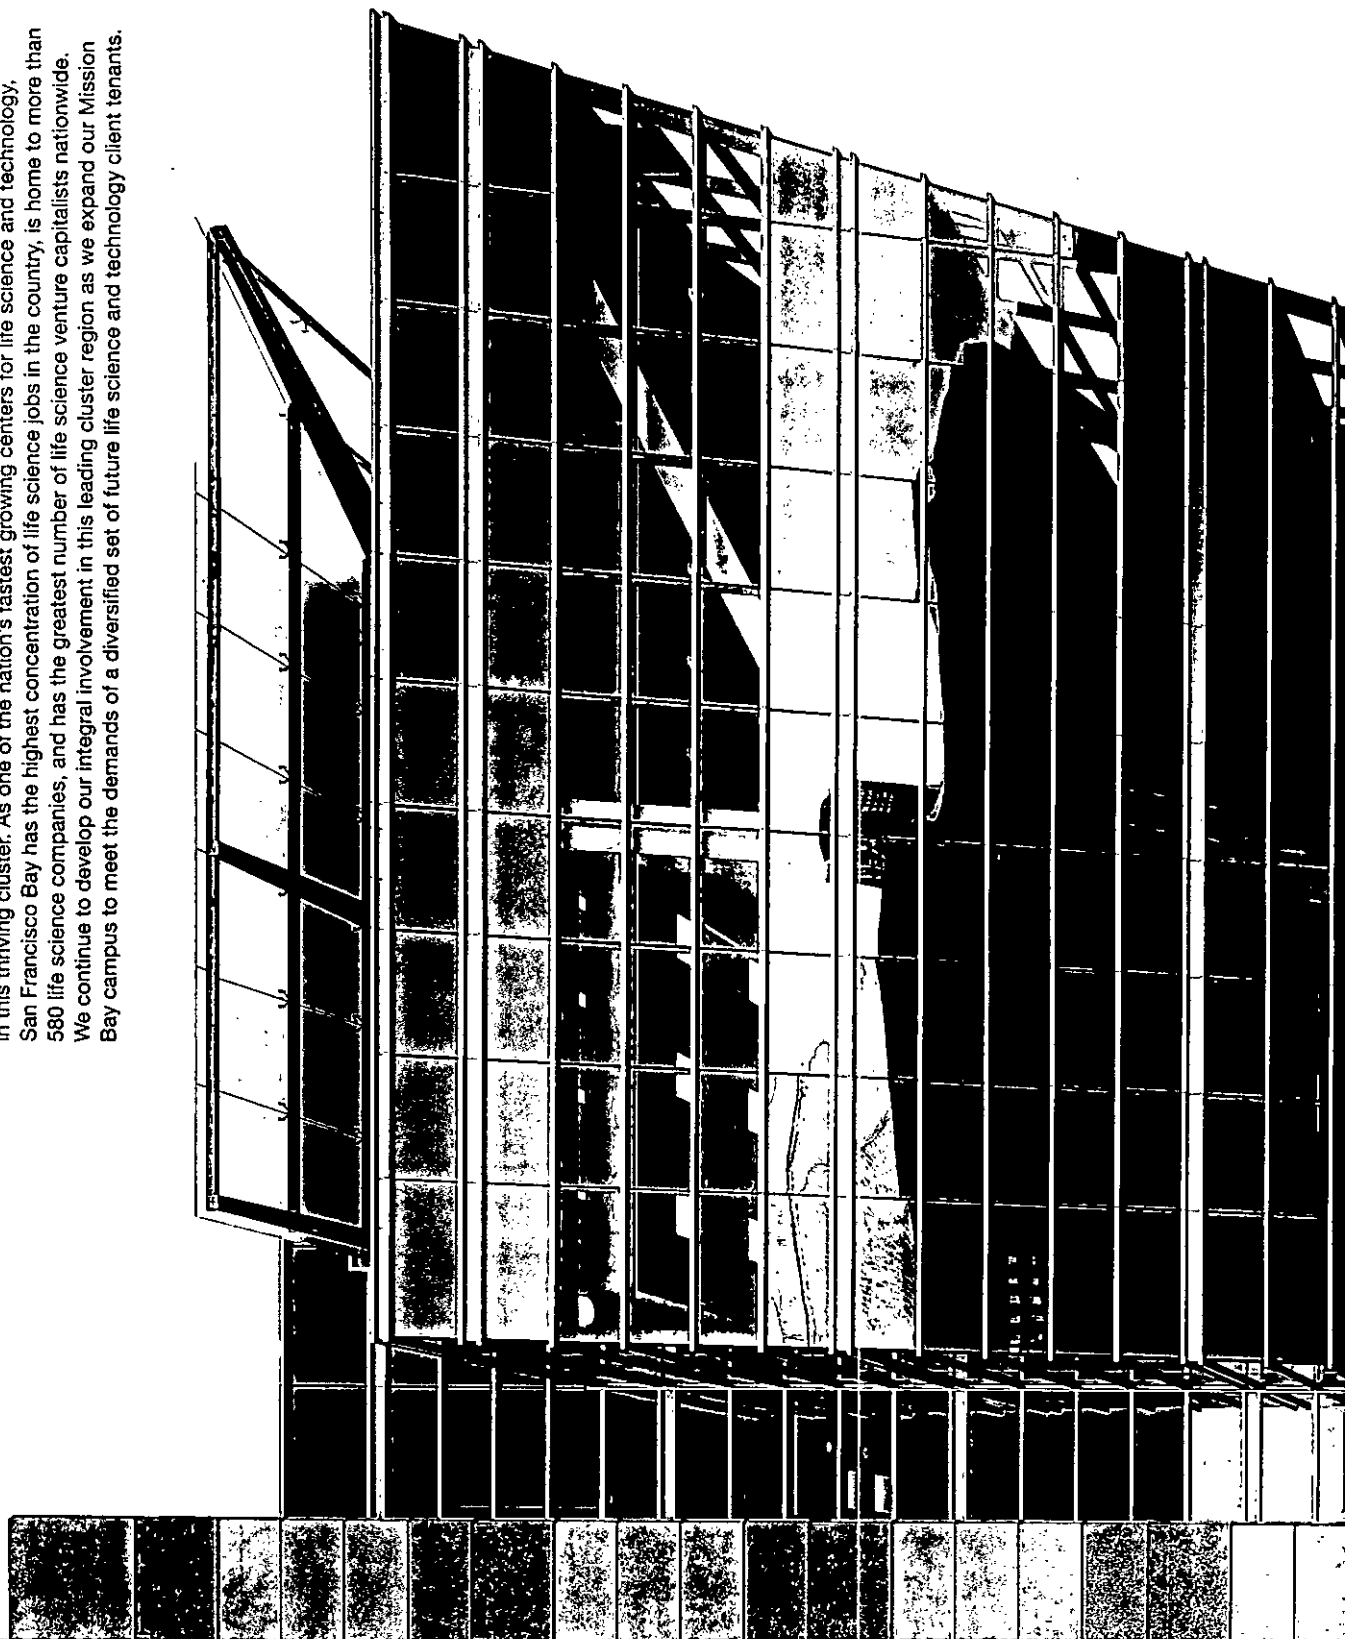 in this thriving cluster. As one of the nation's fastest growing centers for life science and technology,
San Francisco Bay has the highest concentration of life science jobs in the country, is home to more than
580 life science companies, and has the greatest number of life science venture capitalists nationwide.
We continue to develop our integral involvement in this leading cluster region as we expand our Mission
Bay campus to meet the demands of a diversified set of future life science and technology client tenants.